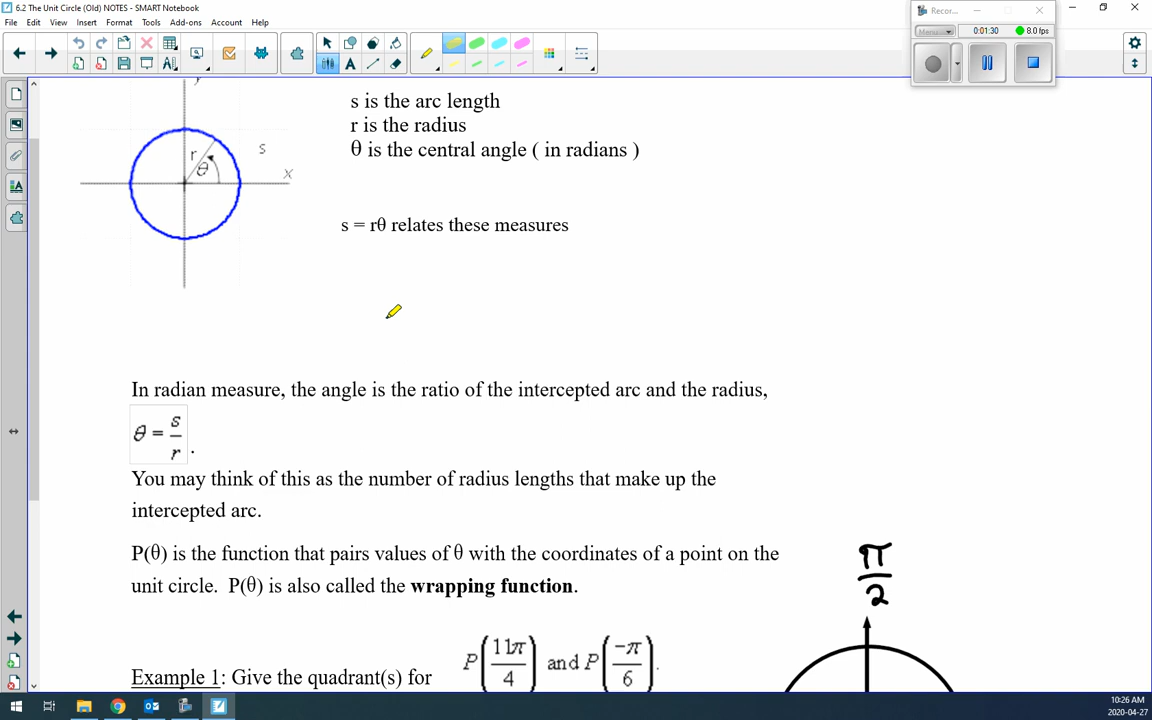 6.2 The Unit Circle (Old) NOTES - SMART Notebook
File Edit View Insert Format Tools Add-ons Account Help
Recor...
Menus
0:01:30
8.0 fps
s is the arc length
r is the radius
θ is the central angle ( in radians )
y
r
θ
s
x
s = rθ relates these measures
In radian measure, the angle is the ratio of the intercepted arc and the radius,
θ = s/r .
You may think of this as the number of radius lengths that make up the
intercepted arc.
P(θ) is the function that pairs values of θ with the coordinates of a point on the
unit circle.  P(θ) is also called the wrapping function.
π/2
Example 1: Give the quadrant(s) for P(11π/4) and P(-π/6).
10:26 AM
2020-04-27